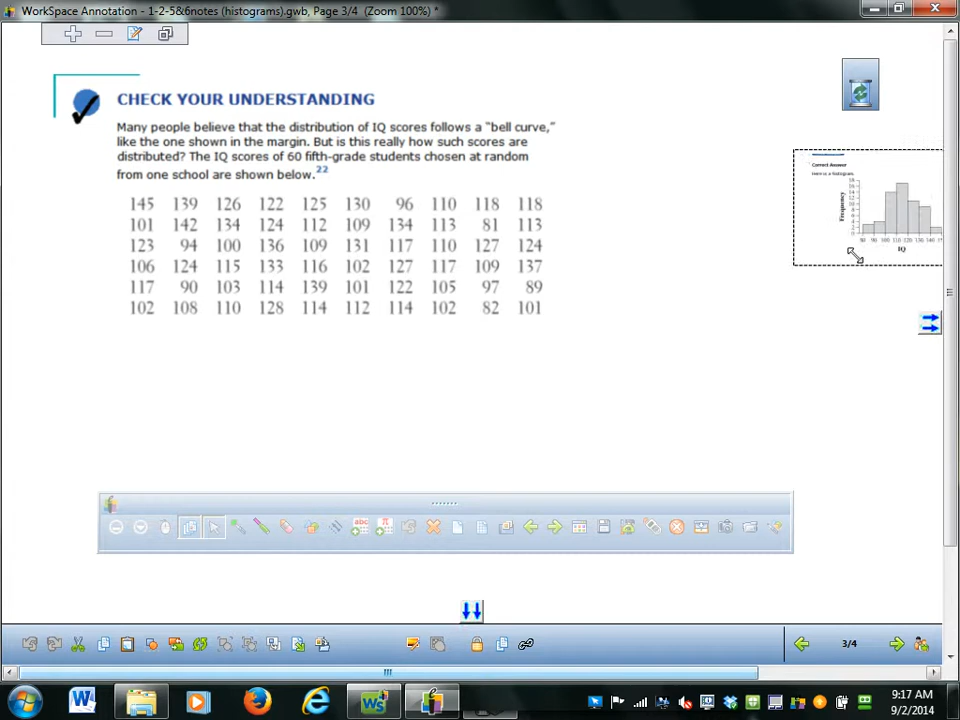 WorkSpace Annotation - 1-2-5&6notes (histograms).gwb, Page 3/4 (Zoom 100%) *
CHECK YOUR UNDERSTANDING
Many people believe that the distribution of IQ scores follows a “bell curve,”
like the one shown in the margin. But is this really how such scores are
distributed? The IQ scores of 60 fifth-grade students chosen at random
from one school are shown below.22
145 139 126 122 125 130 96 110 118 118
101 142 134 124 112 109 134 113 81 113
123 94 100 136 109 131 117 110 127 124
106 124 115 133 116 102 127 117 109 137
117 90 103 114 139 101 122 105 97 89
102 108 110 128 114 112 114 102 82 101
Correct Answer
Here is a histogram.
Frequency
IQ
abc
π
3/4
9:17 AM
9/2/2014